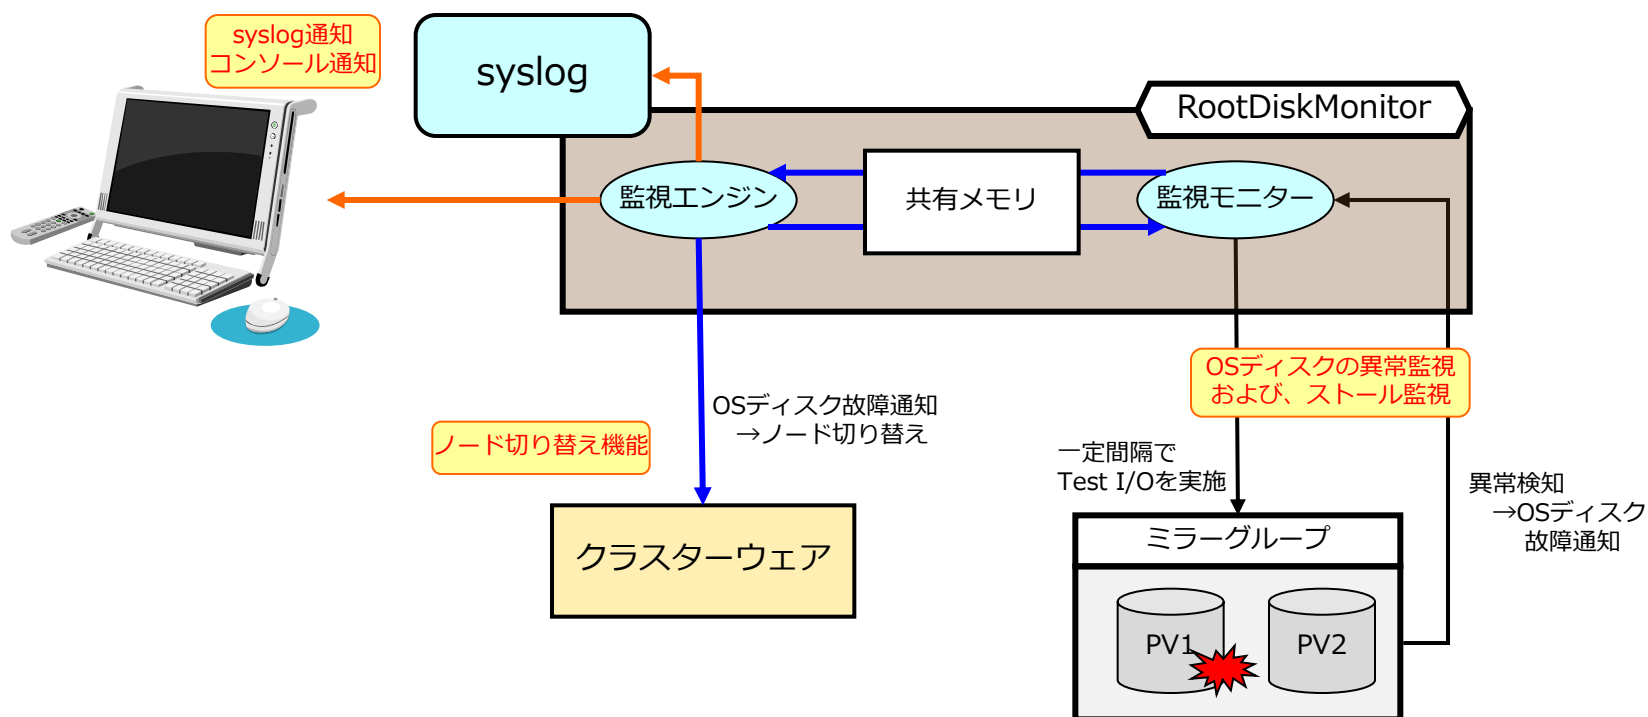 syslog通知
コンソール通知
syslog
RootDiskMonitor
監視エンジン
共有メモリ
監視モニター
OSディスクの異常監視
および、ストール監視
OSディスク故障通知
→ノード切り替え
ノード切り替え機能
一定間隔で
Test I/Oを実施
異常検知
→OSディスク
故障通知
クラスターウェア
ミラーグループ
PV1
PV2